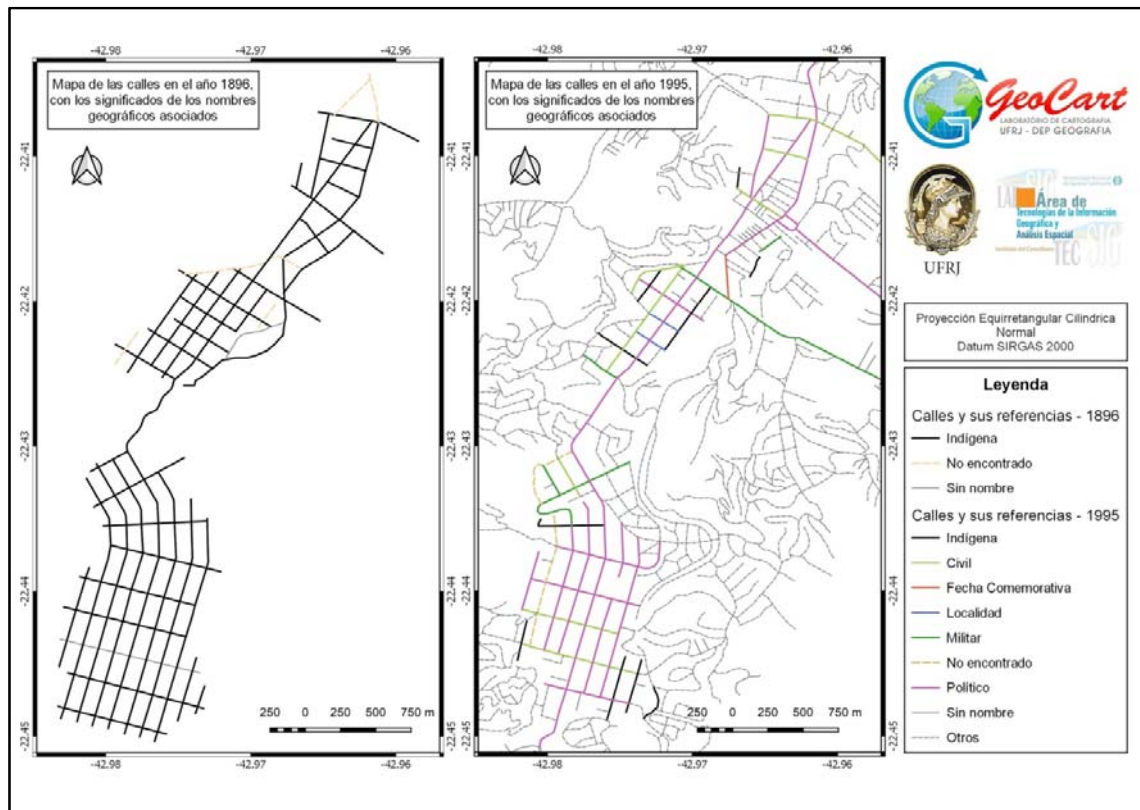 -42.98
-42.97
-42.96
Mapa de las calles en el año 1896,
con los significados de los nombres
geográficos asociados
-22.41
-22.42
-22.43
-22.44
-22.45
250 0 250 500 750 m
-42.98
-42.97
-42.96
-42.98
-42.97
-42.96
Mapa de las calles en el año 1995,
con los significados de los nombres
geográficos asociados
-22.41
-22.42
-22.43
-22.44
-22.45
250 0 250 500 750 m
-42.98
-42.97
-42.96
GeoCart
LABORATÓRIO DE CARTOGRAFIA
UFRJ - DEP GEOGRAFIA
UFRJ
Área de
Tecnologías de la Información
Geográfica y
Análisis Espacial
TEC SIG
Proyección Equirretangular Cilíndrica
Normal
Datum SIRGAS 2000
Leyenda
Calles y sus referencias - 1896
Indígena
No encontrado
Sin nombre
Calles y sus referencias - 1995
Indígena
Civil
Fecha Comemorativa
Localidad
Militar
No encontrado
Político
Sin nombre
Otros